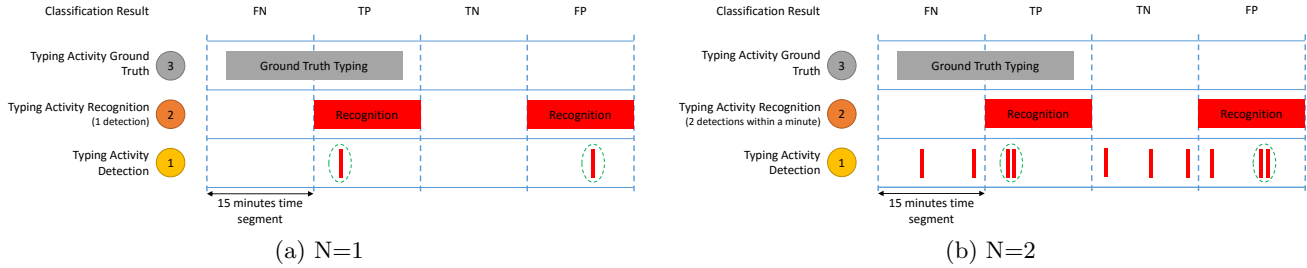 Classification Result FN TP TN FP
Typing Activity Ground
Truth
3
Ground Truth Typing
Typing Activity Recognition
(1 detection)
2
Recognition Recognition
Typing Activity
Detection
1
15 minutes time
segment
(a) N=1
Classification Result FN TP TN FP
Typing Activity Ground
Truth
3
Ground Truth Typing
Typing Activity Recognition
(2 detections within a minute)
2
Recognition Recognition
Typing Activity
Detection
1
15 minutes time
segment
(b) N=2